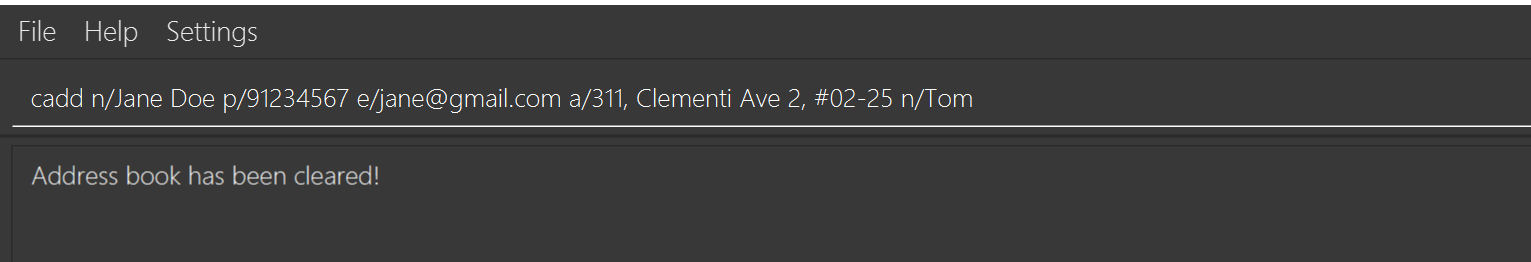 File Help Settings
cadd n/Jane Doe p/91234567 e/jane@gmail.com a/311, Clementi Ave 2, #02-25 n/Tom
Address book has been cleared!